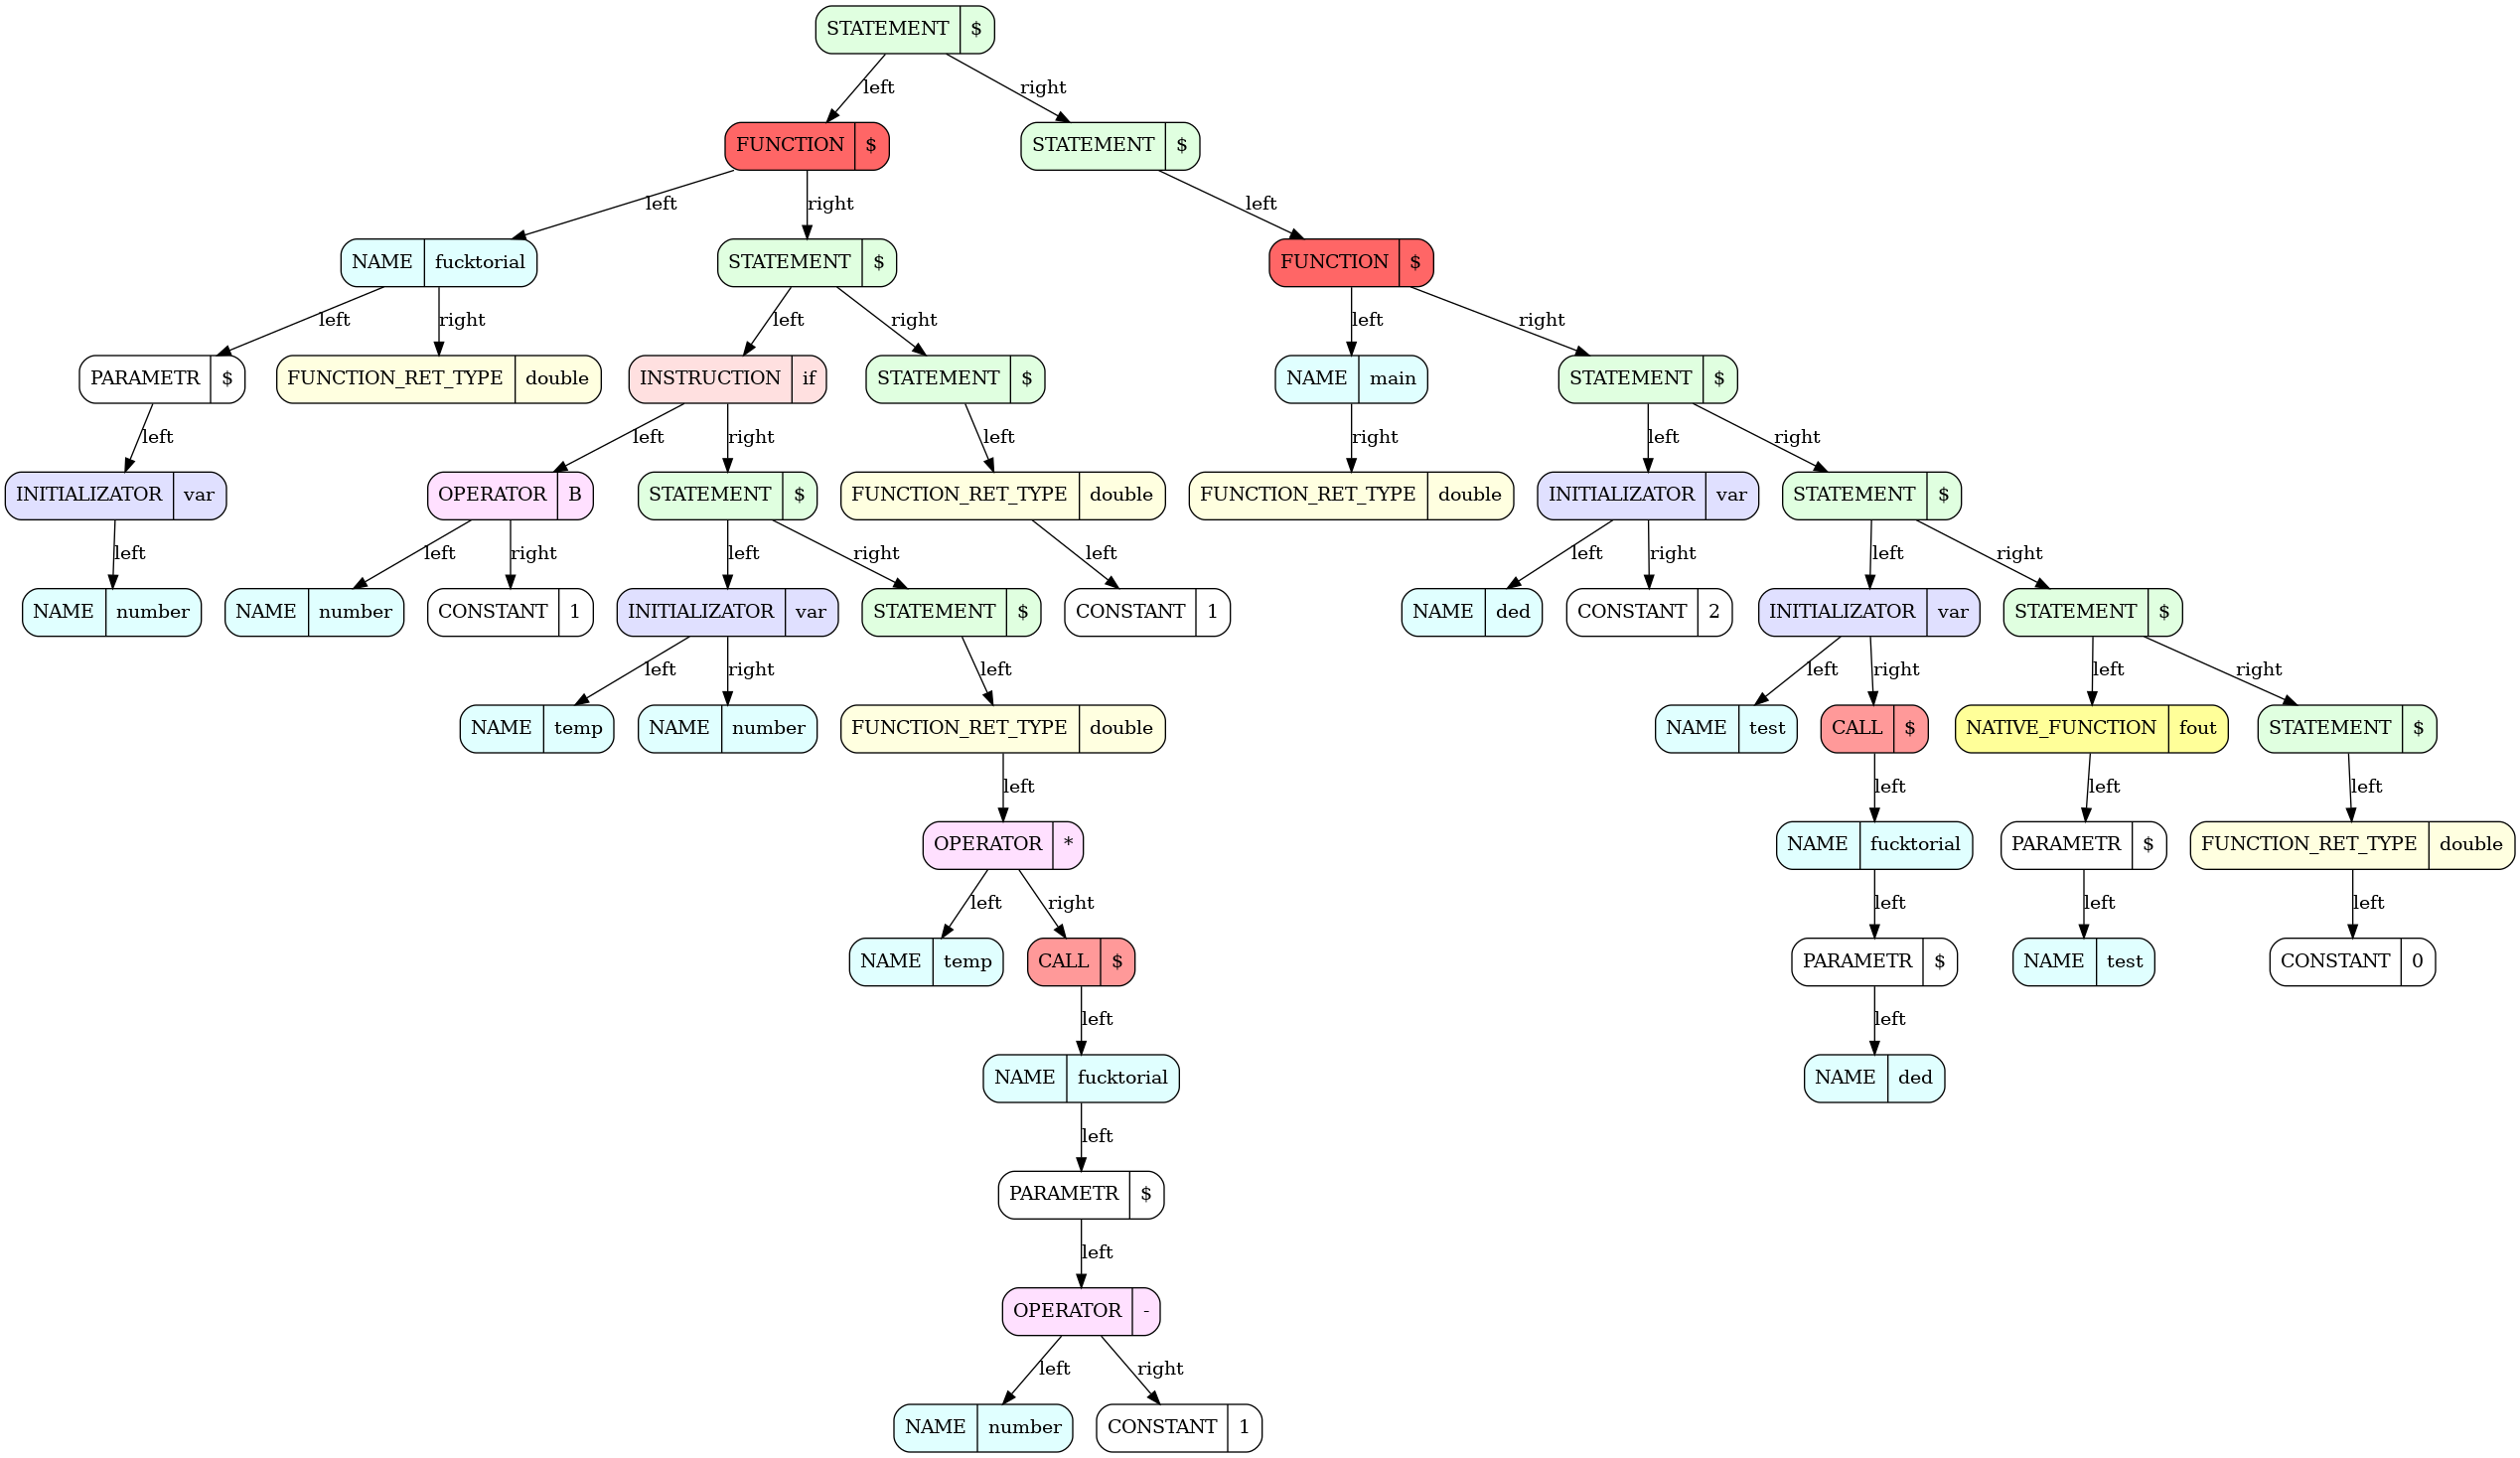 STATEMENT $
left right
FUNCTION $ STATEMENT $
left right left
NAME fucktorial STATEMENT $ FUNCTION $
left right left right left right
PARAMETR $ FUNCTION_RET_TYPE double INSTRUCTION if STATEMENT $ NAME main STATEMENT $
left left right left right left right
INITIALIZATOR var OPERATOR B STATEMENT $ FUNCTION_RET_TYPE double FUNCTION_RET_TYPE double INITIALIZATOR var STATEMENT $
left left right left right left left right left right
NAME number NAME number CONSTANT 1 INITIALIZATOR var STATEMENT $ CONSTANT 1 NAME ded CONSTANT 2 INITIALIZATOR var STATEMENT $
left right left left right left right
NAME temp NAME number FUNCTION_RET_TYPE double NAME test CALL $ NATIVE_FUNCTION fout STATEMENT $
left left left left
OPERATOR * NAME fucktorial PARAMETR $ FUNCTION_RET_TYPE double
left right left left left
NAME temp CALL $ PARAMETR $ NAME test CONSTANT 0
left left
NAME fucktorial NAME ded
left
PARAMETR $
left
OPERATOR -
left right
NAME number CONSTANT 1